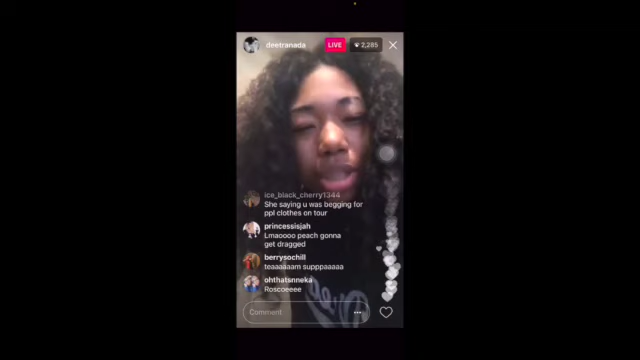 deetranada
LIVE
2,285
ice_black_cherry1344
She saying u was begging for
ppl clothes on tour
princessisjah
Lmaoooo peach gonna
get dragged
berrysochill
teaaaaaam supppaaaaa
ohthatsnneka
Roscoeeee
Comment